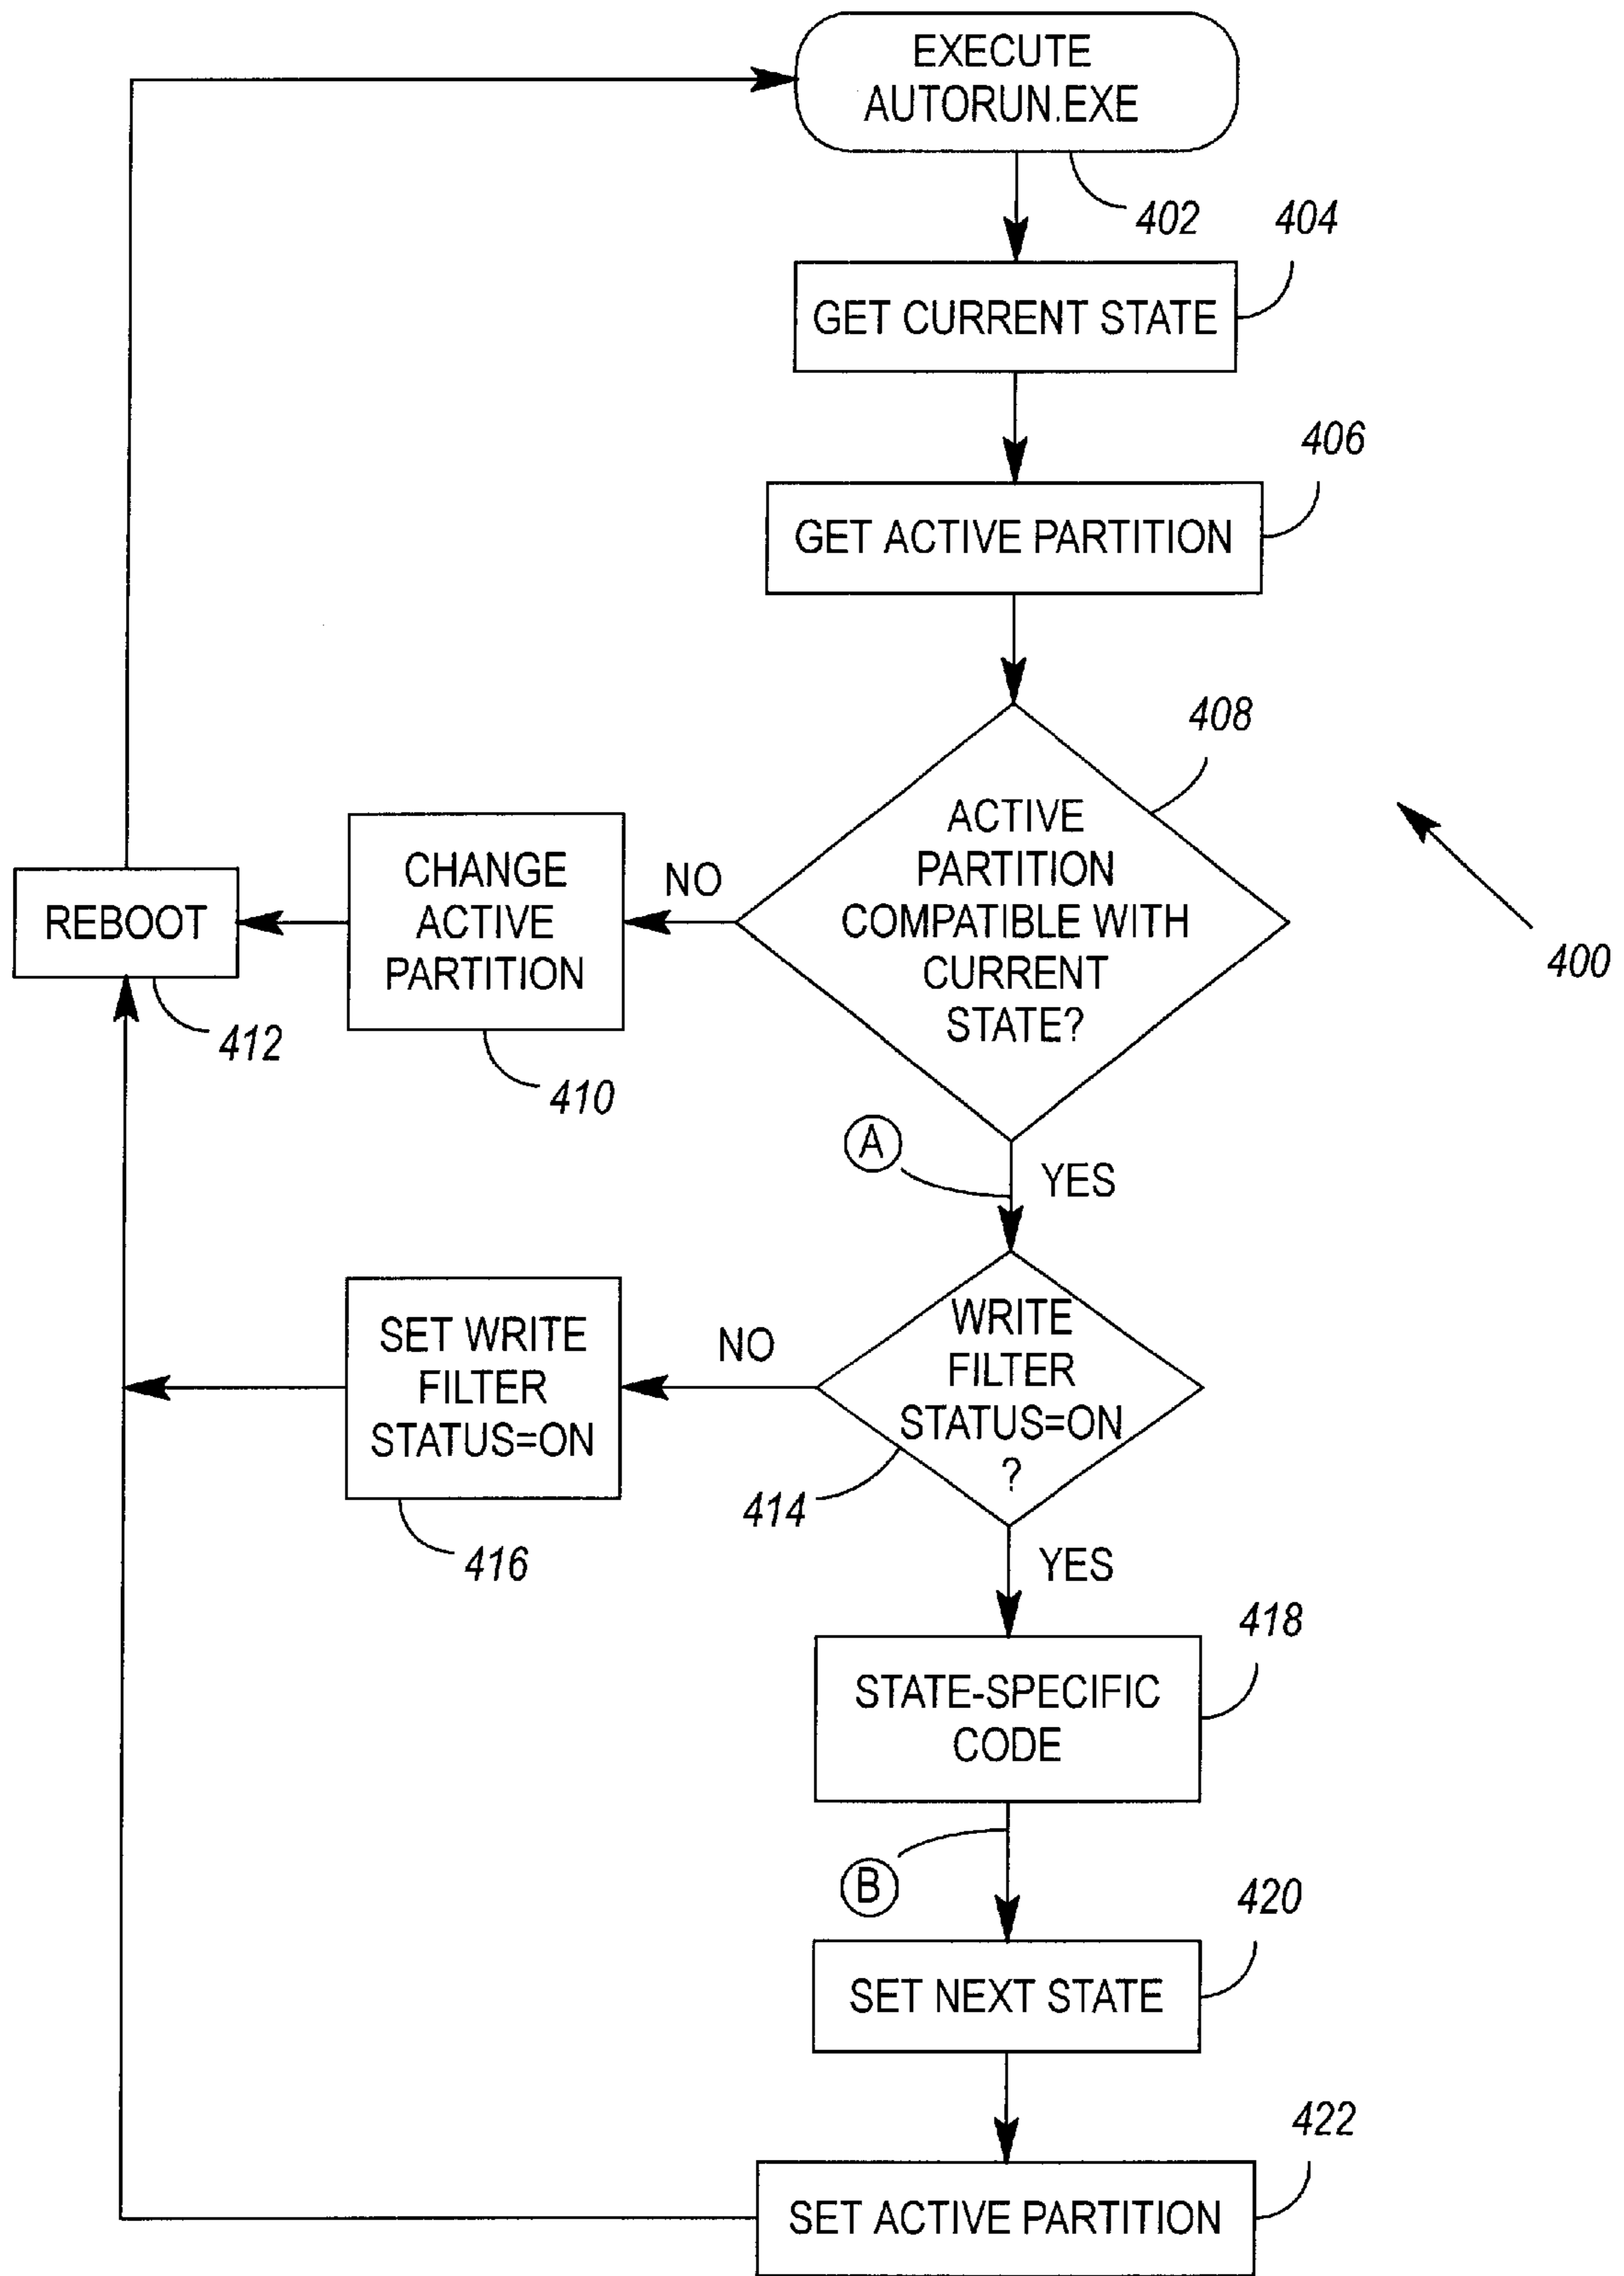 EXECUTE
AUTORUN.EXE
402
404
GET CURRENT STATE
406
GET ACTIVE PARTITION
408
ACTIVE
PARTITION
COMPATIBLE WITH
CURRENT
STATE?
400
NO
CHANGE
ACTIVE
PARTITION
410
REBOOT
412
A
YES
WRITE
FILTER
STATUS=ON
?
414
NO
SET WRITE
FILTER
STATUS=ON
416
YES
418
STATE-SPECIFIC
CODE
B
420
SET NEXT STATE
422
SET ACTIVE PARTITION